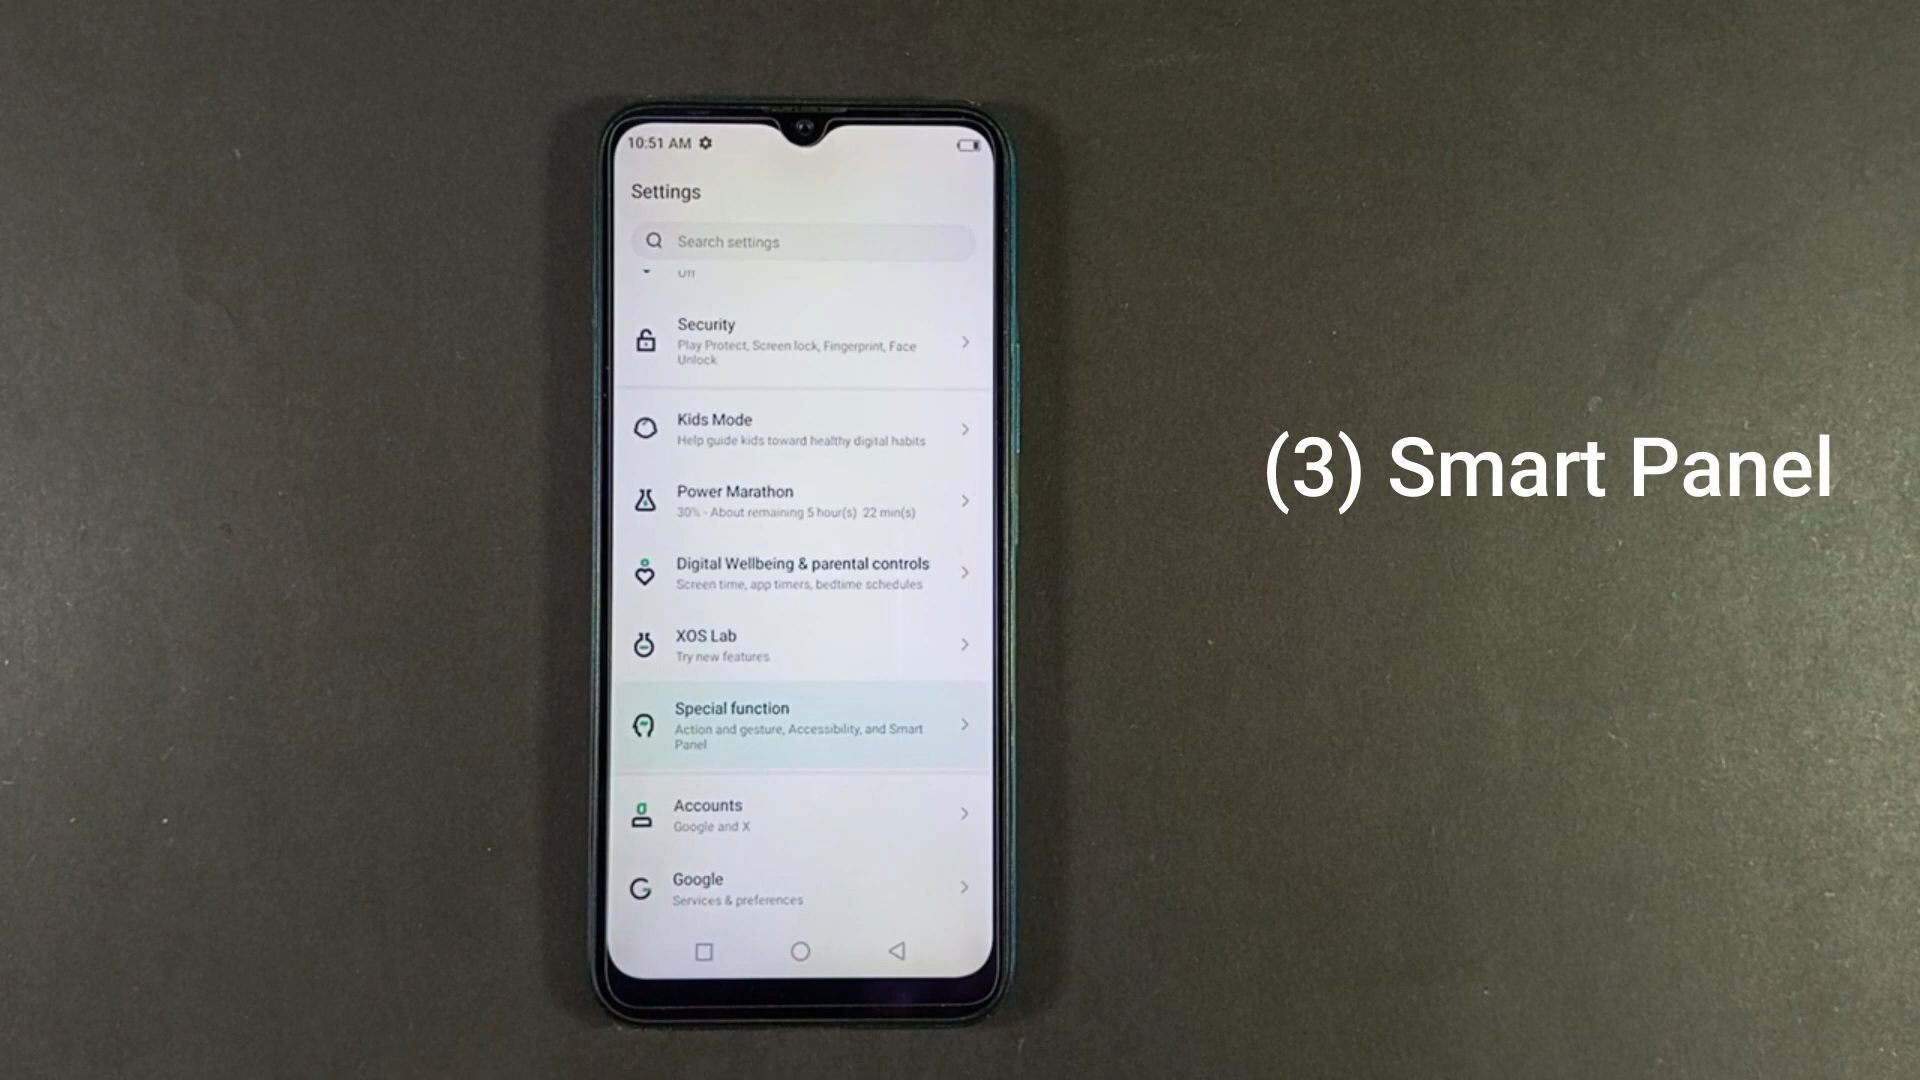 10:51 AM
Settings
Search settings
Off
Security
Play Protect, Screen lock, Fingerprint, Face
Unlock
Kids Mode
Help guide kids toward healthy digital habits
Power Marathon
30% - About remaining 5 hour(s) 22 min(s)
Digital Wellbeing & parental controls
Screen time, app timers, bedtime schedules
XOS Lab
Try new features
Special function
Action and gesture, Accessibility, and Smart
Panel
Accounts
Google and X
Google
Services & preferences
(3) Smart Panel